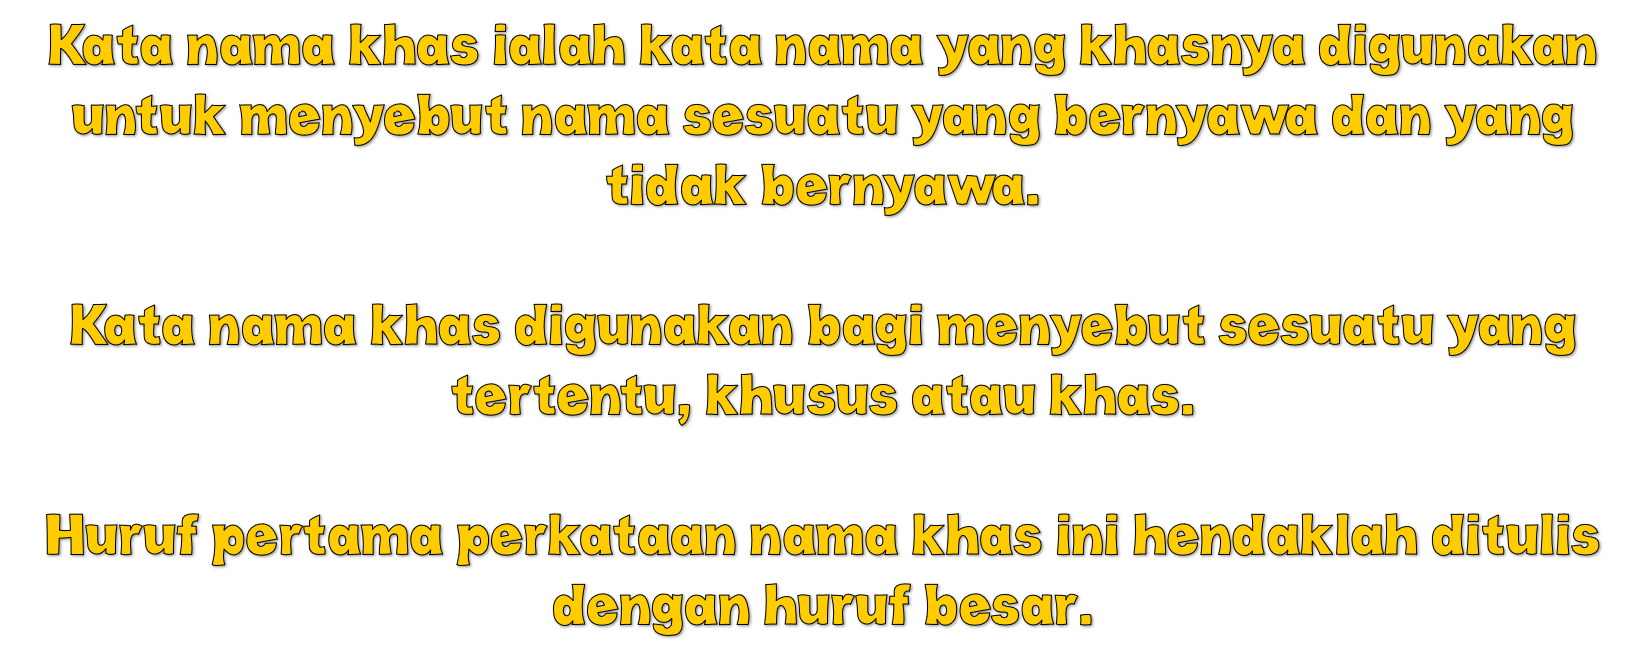 Kata nama khas ialah kata nama yang khasnya digunakan
untuk menyebut nama sesuatu yang bernyawa dan yang
tidak bernyawa.
Kata nama khas digunakan bagi menyebut sesuatu yang
tertentu, khusus atau khas.
Huruf pertama perkataan nama khas ini hendaklah ditulis
dengan huruf besar.